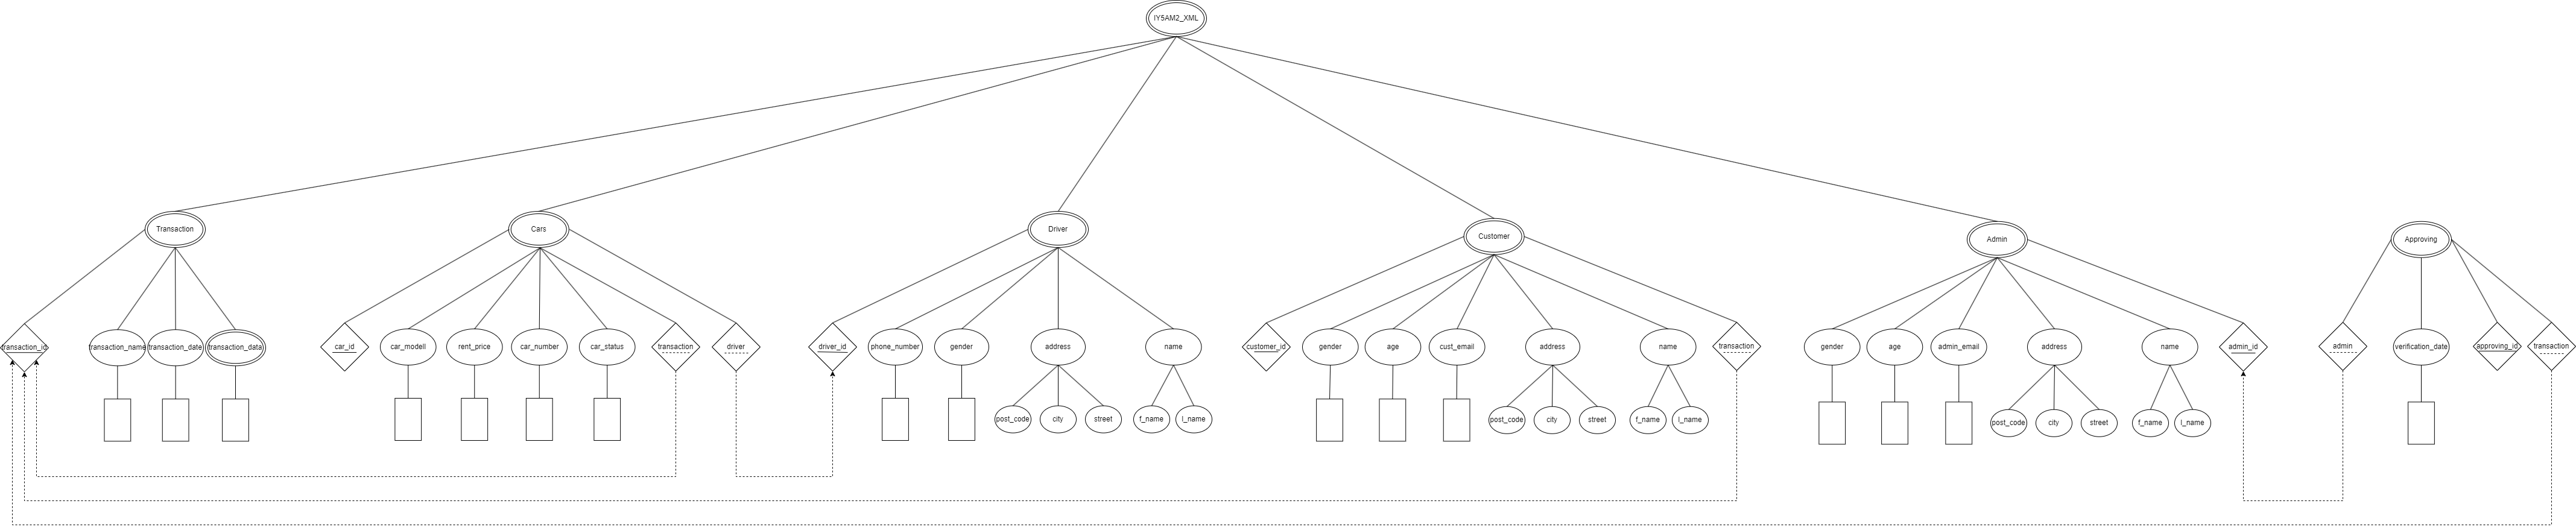 IY5AM2_XML
Transaction
Cars
Driver
Customer
Admin
Approving
transaction_id
transaction_name
transaction_date
transaction_data
car_id
car_modell
rent_price
car_number
car_status
transaction
driver
driver_id
phone_number
gender
address
name
customer_id
gender
age
cust_email
address
name
transaction
gender
age
admin_email
address
name
admin_id
admin
verification_date
approving_id
transaction
post_code
city
street
f_name
l_name
post_code
city
street
f_name
l_name
post_code
city
street
f_name
l_name